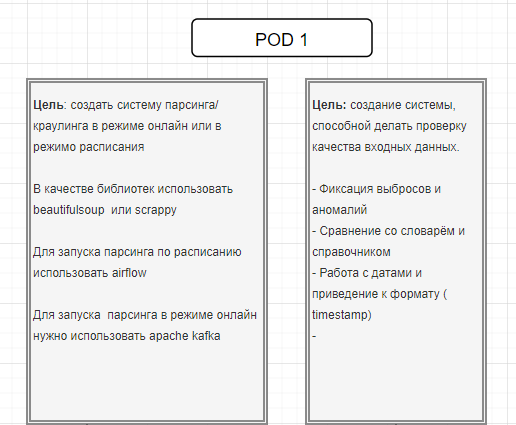 POD 1
Цель: создать систему парсинга/
краулинга в режиме онлайн или в
режимо расписания
В качестве библиотек использовать
beautifulsoup или scrappy
Для запуска парсинга по расписанию
использовать airflow
Для запуска парсинга в режиме онлайн
нужно использовать apache kafka
Цель: создание системы,
способной делать проверку
качества входных данных.
- Фиксация выбросов и
аномалий
- Сравнение со словарём и
справочником
- Работа с датами и
приведение к формату (
timestamp)
-